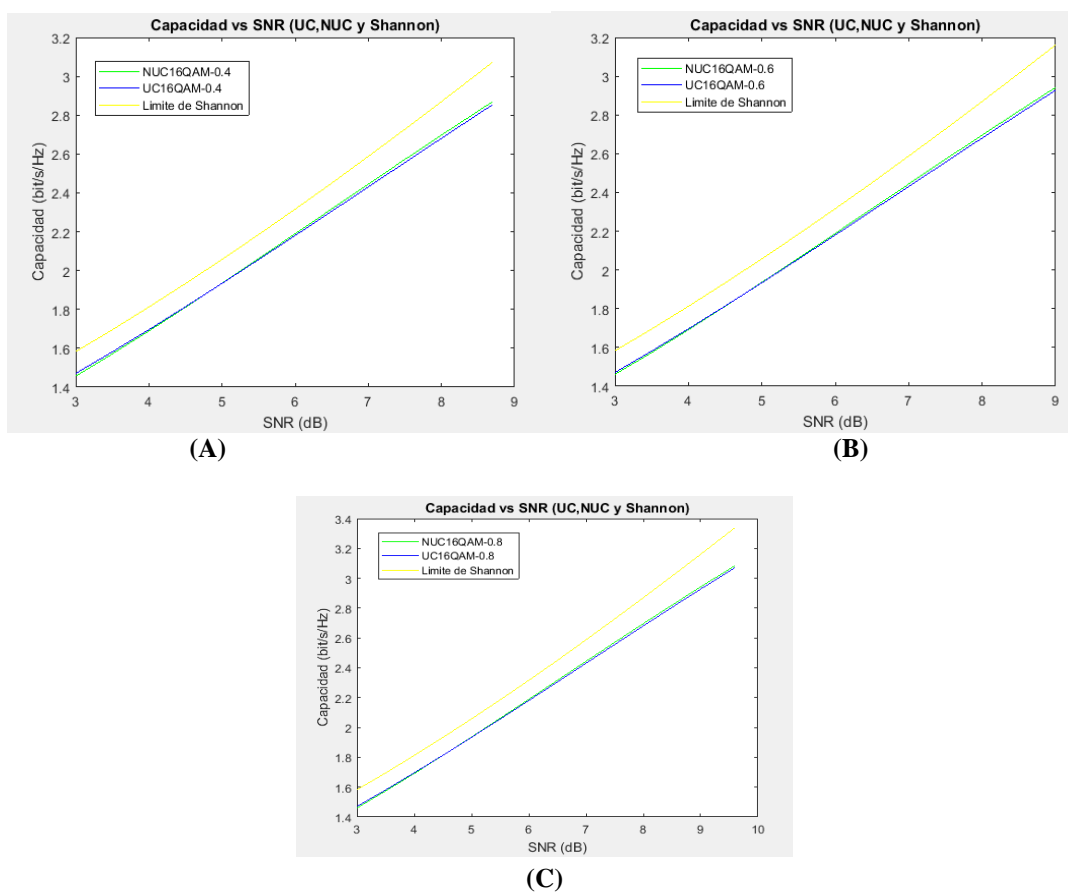 Capacidad vs SNR (UC,NUC y Shannon)
3.2
3
2.8
2.6
2.4
2.2
2
1.8
1.6
1.4
Capacidad (bit/s/Hz)
NUC16QAM-0.4
UC16QAM-0.4
Limite de Shannon
3 4 5 6 7 8 9
SNR (dB)
(A)
Capacidad vs SNR (UC,NUC y Shannon)
3.2
3
2.8
2.6
2.4
2.2
2
1.8
1.6
1.4
Capacidad (bit/s/Hz)
NUC16QAM-0.6
UC16QAM-0.6
Limite de Shannon
3 4 5 6 7 8 9
SNR (dB)
(B)
Capacidad vs SNR (UC,NUC y Shannon)
3.4
3.2
3
2.8
2.6
2.4
2.2
2
1.8
1.6
1.4
Capacidad (bit/s/Hz)
NUC16QAM-0.8
UC16QAM-0.8
Limite de Shannon
3 4 5 6 7 8 9 10
SNR (dB)
(C)